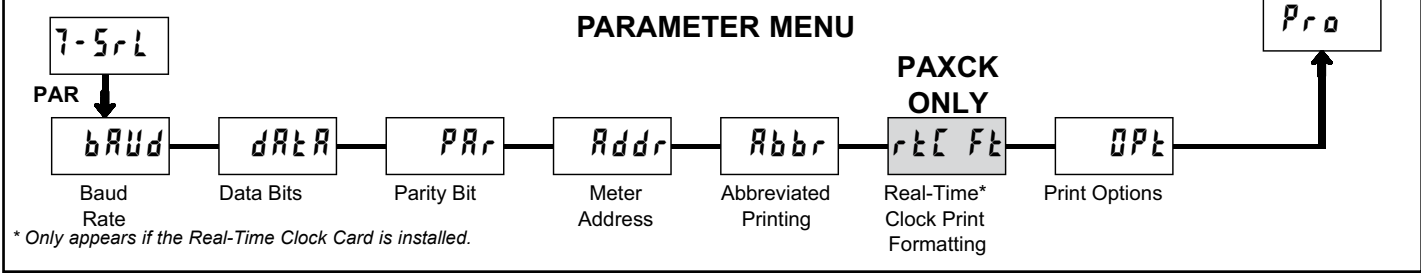 PARAMETER MENU
7-SrL
Pro
PAR
PAXCK
ONLY
bAUd
dAtA
PAr
Addr
Abbr
rtC Ft
OPt
Baud
Rate
Data Bits
Parity Bit
Meter
Address
Abbreviated
Printing
Real-Time*
Clock Print
Formatting
Print Options
* Only appears if the Real-Time Clock Card is installed.